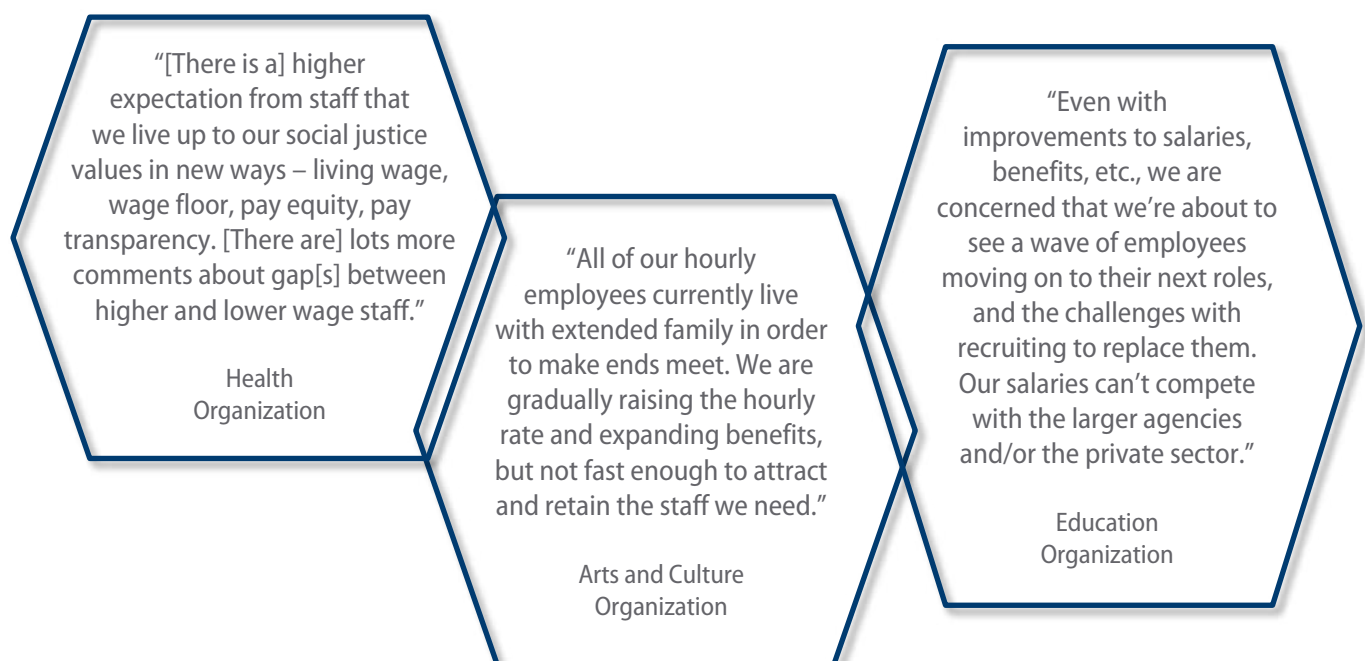 “[There is a] higher
expectation from staff that
we live up to our social justice
values in new ways – living wage,
wage floor, pay equity, pay
transparency. [There are] lots more
comments about gap[s] between
higher and lower wage staff.”
Health
Organization
“All of our hourly
employees currently live
with extended family in order
to make ends meet. We are
gradually raising the hourly
rate and expanding benefits,
but not fast enough to attract
and retain the staff we need.”
Arts and Culture
Organization
“Even with
improvements to salaries,
benefits, etc., we are
concerned that we’re about to
see a wave of employees
moving on to their next roles,
and the challenges with
recruiting to replace them.
Our salaries can’t compete
with the larger agencies
and/or the private sector.”
Education
Organization